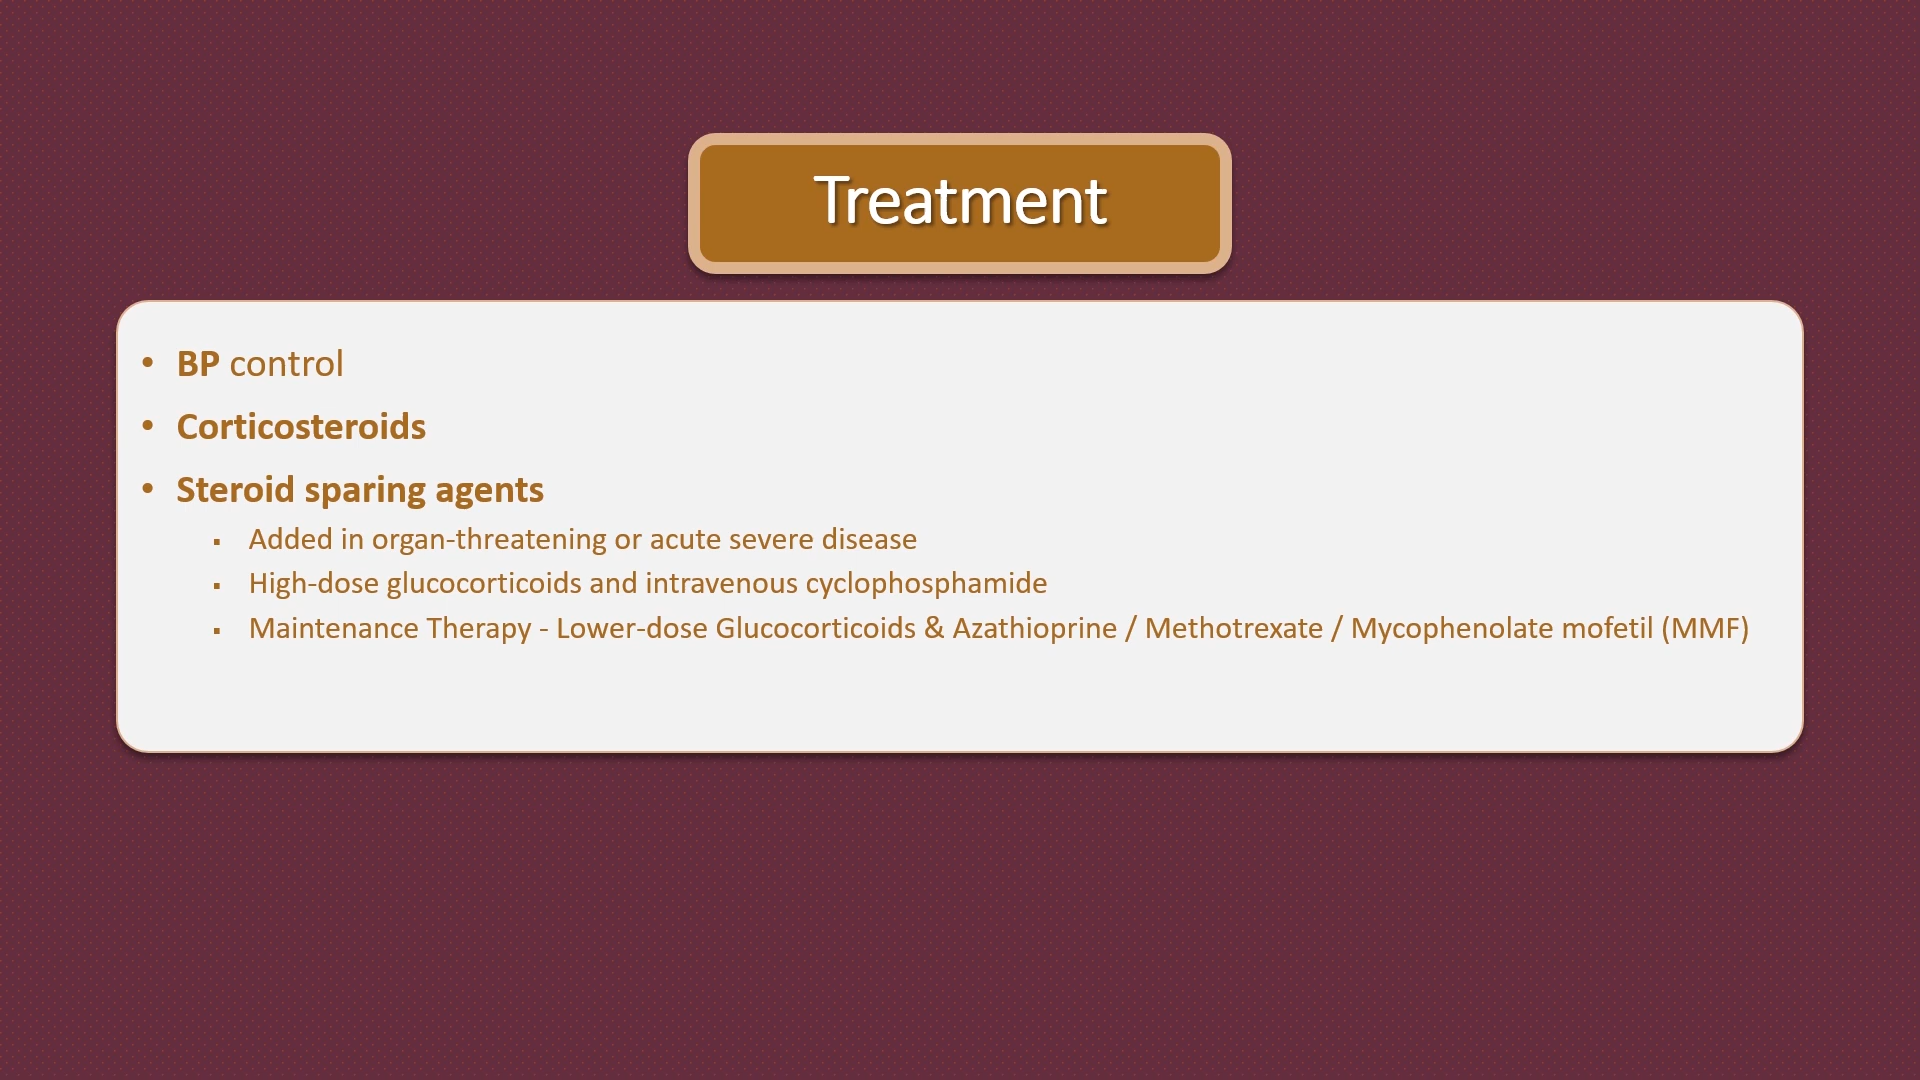 Treatment
• BP control
• Corticosteroids
• Steroid sparing agents
▪ Added in organ-threatening or acute severe disease
▪ High-dose glucocorticoids and intravenous cyclophosphamide
▪ Maintenance Therapy - Lower-dose Glucocorticoids & Azathioprine / Methotrexate / Mycophenolate mofetil (MMF)